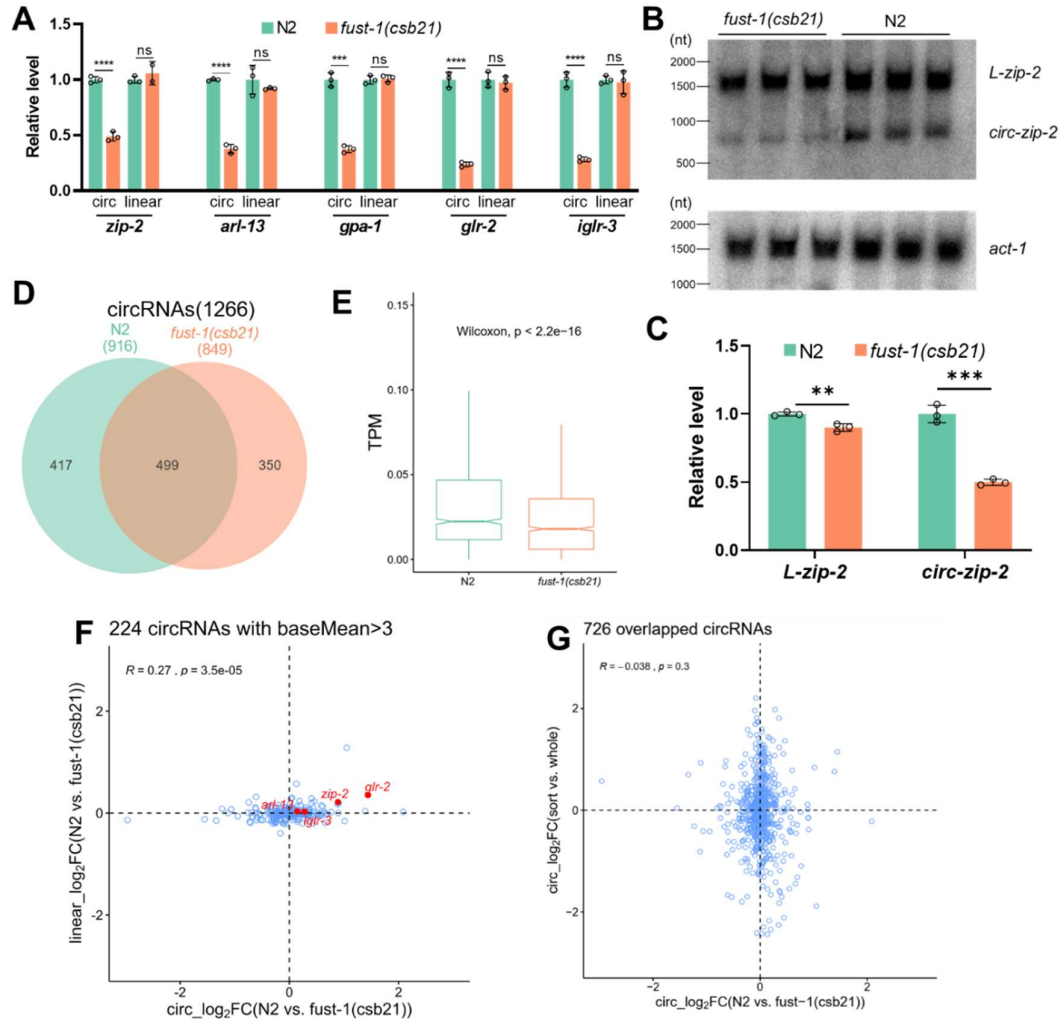 A
N2
fust-1(csb21)
Relative level
1.5
1.0
0.5
0.0
**** ns **** ns *** ns **** ns **** ns
circ linear circ linear circ linear circ linear circ linear
zip-2 arl-13 gpa-1 glr-2 iglr-3
B
fust-1(csb21) N2
(nt)
2000
1500
1000
500
L-zip-2
circ-zip-2
(nt)
2000
1500
1000
act-1
D
circRNAs(1266)
N2
(916)
fust-1(csb21)
(849)
417 499 350
E
Wilcoxon, p < 2.2e−16
TPM
0.15
0.10
0.05
0.00
N2 fust-1(csb21)
C
N2 fust-1(csb21)
Relative level
1.5
1.0
0.5
0.0
** ***
L-zip-2 circ-zip-2
F
224 circRNAs with baseMean>3
R = 0.27 , p = 3.5e-05
linear_log2FC(N2 vs. fust-1(csb21))
2
0
−2
arl-13 zip-2 glr-2
iglr-3
−2 0 2
circ_log2FC(N2 vs. fust-1(csb21))
G
726 overlapped circRNAs
R = −0.038 , p = 0.3
circ_log2FC(sort vs. whole)
2
0
−2
−2 0 2
circ_log2FC(N2 vs. fust−1(csb21))